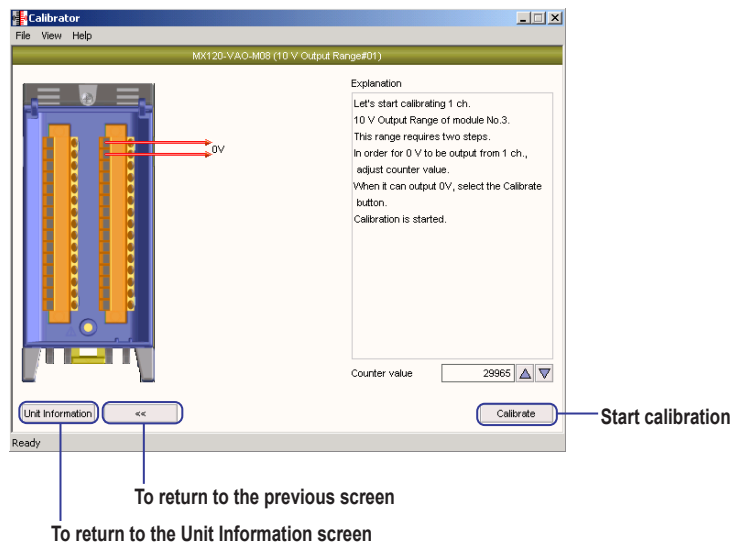 Calibrator
File View Help
MX120-VAO-M08 (10 V Output Range#01)
0V
Explanation
Let's start calibrating 1 ch.
10 V Output Range of module No.3.
This range requires two steps.
In order for 0 V to be output from 1 ch.,
adjust counter value.
When it can output 0V, select the Calibrate
button.
Calibration is started.
Counter value 29965
Unit Information << Calibrate
Start calibration
Ready
To return to the previous screen
To return to the Unit Information screen